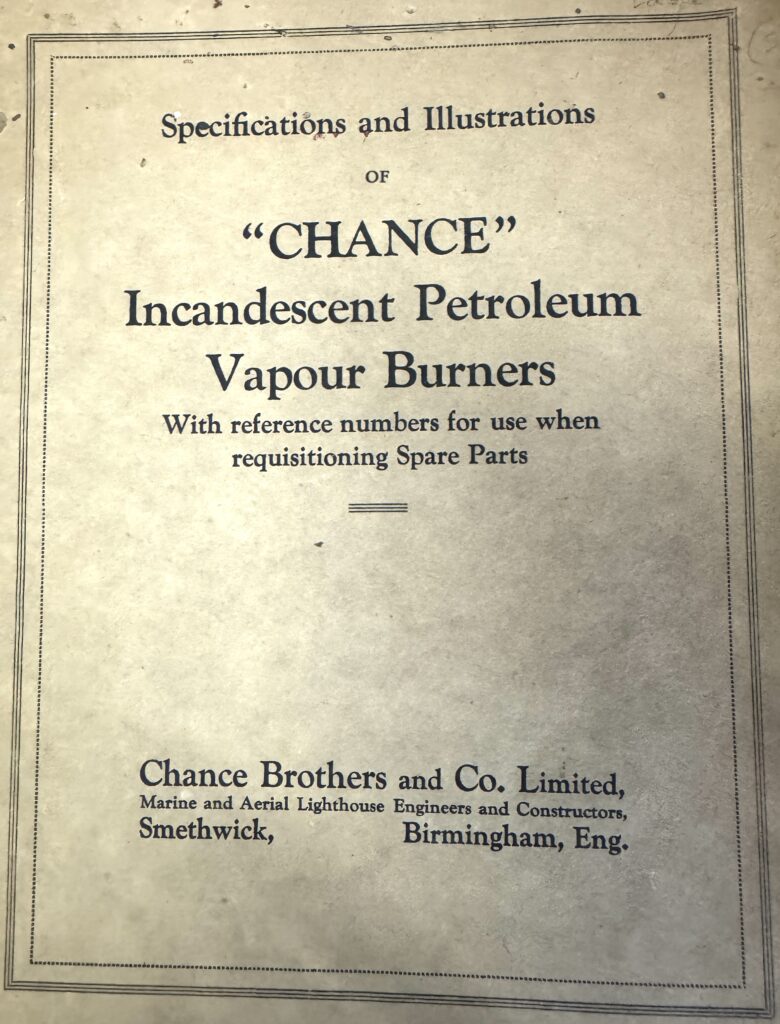 Specifications and Illustrations
OF
“CHANCE”
Incandescent Petroleum
Vapour Burners
With reference numbers for use when
requisitioning Spare Parts
Chance Brothers and Co. Limited,
Marine and Aerial Lighthouse Engineers and Constructors,
Smethwick, Birmingham, Eng.